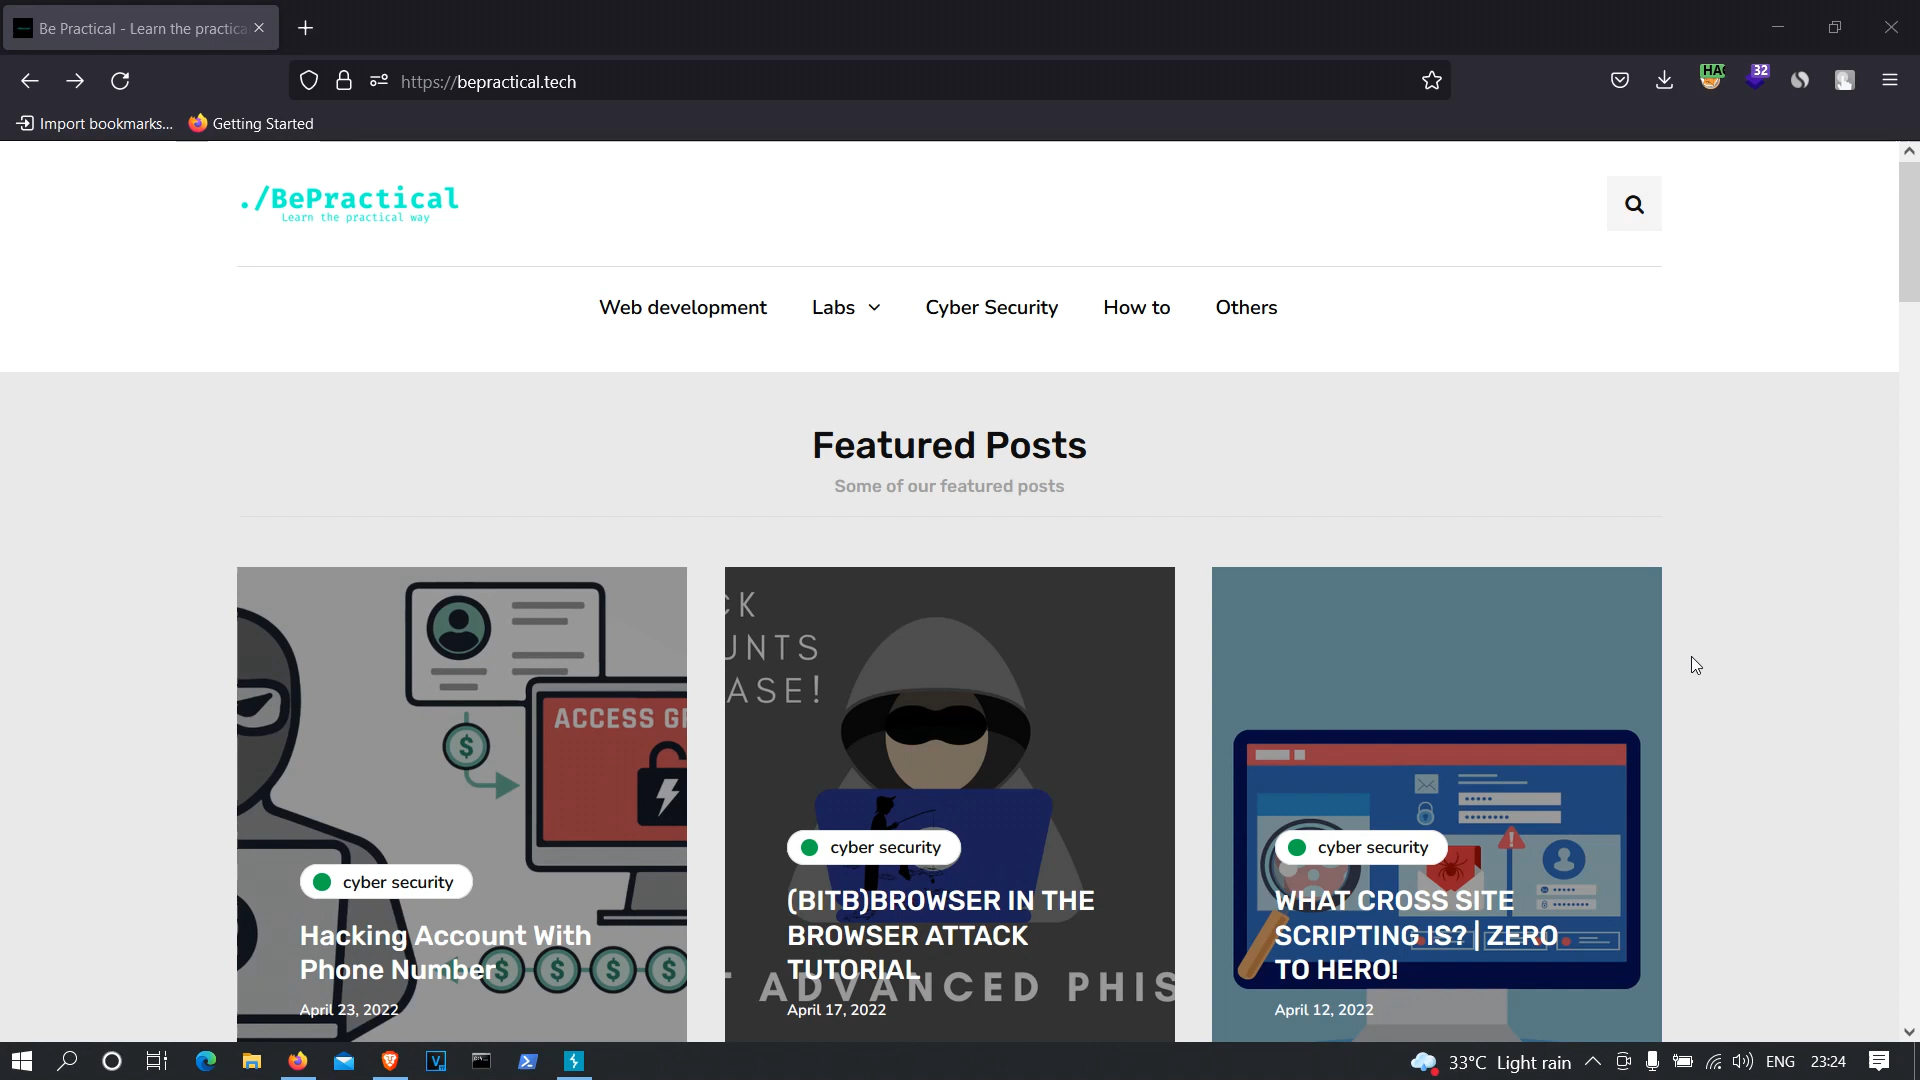 Be Practical - Learn the practica
https://bepractical.tech
HA
32
Import bookmarks...
Getting Started
./BePractical
Learn the practical way
Web development
Labs
Cyber Security
How to
Others
Featured Posts
Some of our featured posts
ACCESS G
cyber security
Hacking Account With
Phone Number
April 23, 2022
CK
UNTS
ASE!
cyber security
(BITB)BROWSER IN THE
BROWSER ATTACK
TUTORIAL
ADVANCED PHIS
April 17, 2022
cyber security
WHAT CROSS SITE
SCRIPTING IS? | ZERO
TO HERO!
April 12, 2022
33°C Light rain
ENG
23:24